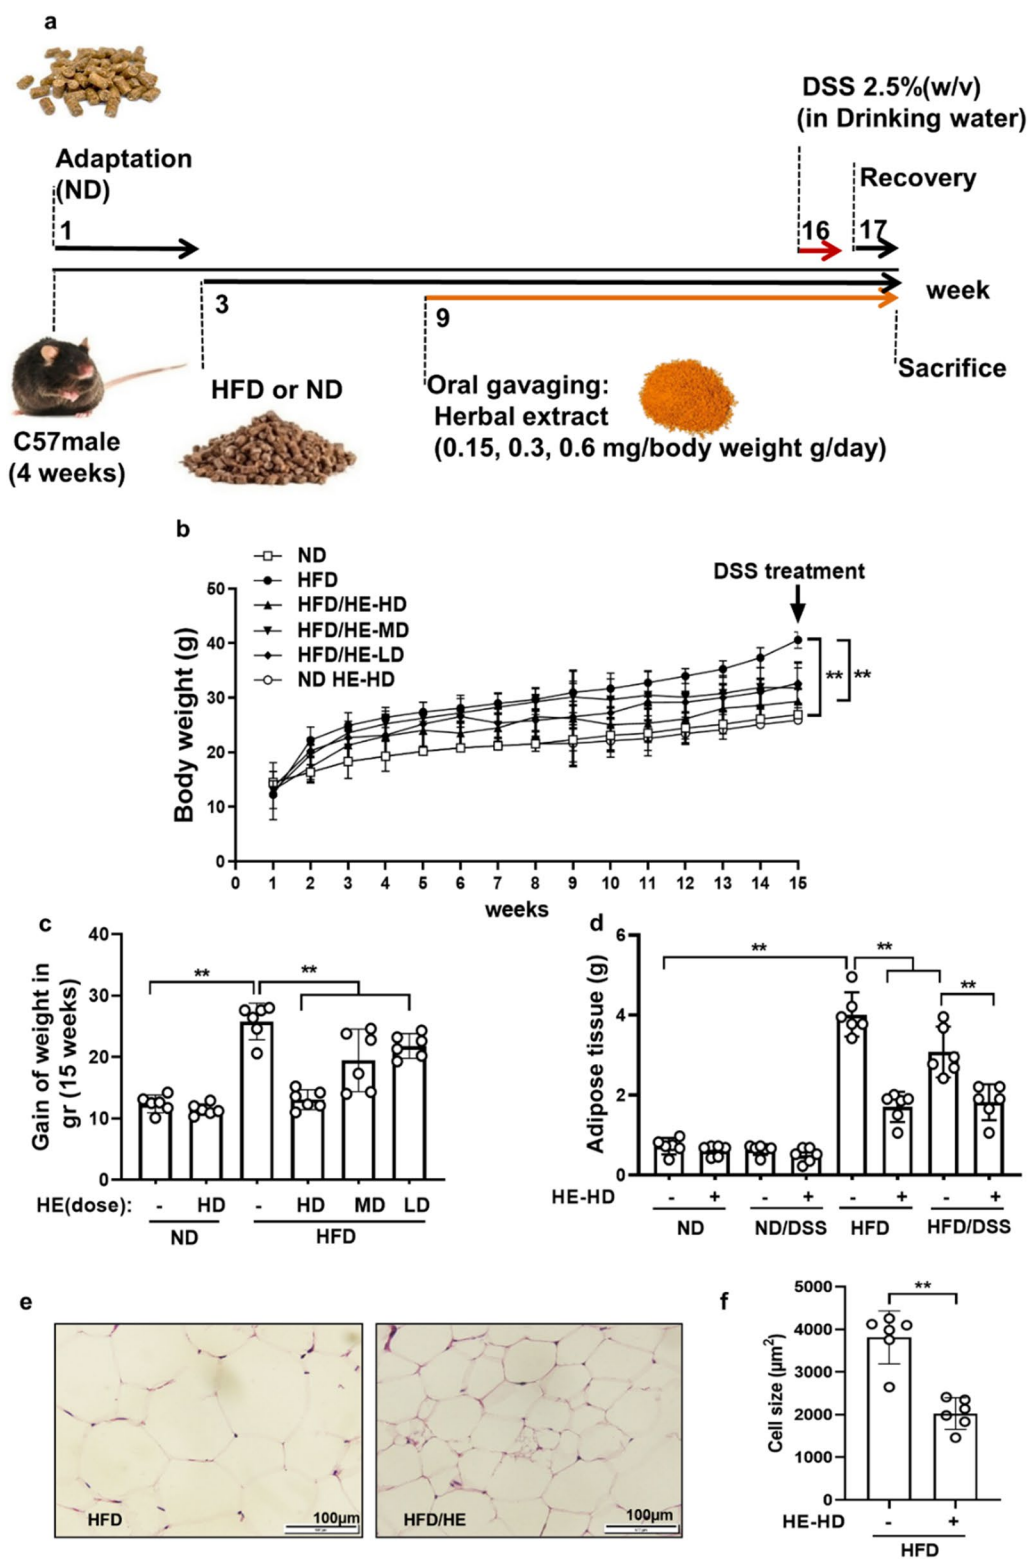 a
DSS 2.5%(w/v)
(in Drinking water)
Adaptation
(ND)
Recovery
1
16
17
3
week
9
Sacrifice
HFD or ND
Oral gavaging:
Herbal extract
(0.15, 0.3, 0.6 mg/body weight g/day)
C57male
(4 weeks)
b
ND
HFD
HFD/HE-HD
HFD/HE-MD
HFD/HE-LD
ND HE-HD
DSS treatment
Body weight (g)
50
40
30
20
10
0
** **
0 1 2 3 4 5 6 7 8 9 10 11 12 13 14 15
weeks
c
Gain of weight in
gr (15 weeks)
40
30
20
10
0
** **
HE(dose): - HD - HD MD LD
ND HFD
d
Adipose tissue (g)
6
4
2
0
** ** **
HE-HD - + - + - + - +
ND ND/DSS HFD HFD/DSS
e
HFD 100μm
HFD/HE 100μm
f
Cell size (μm²)
5000
4000
3000
2000
1000
0
**
HE-HD - +
HFD